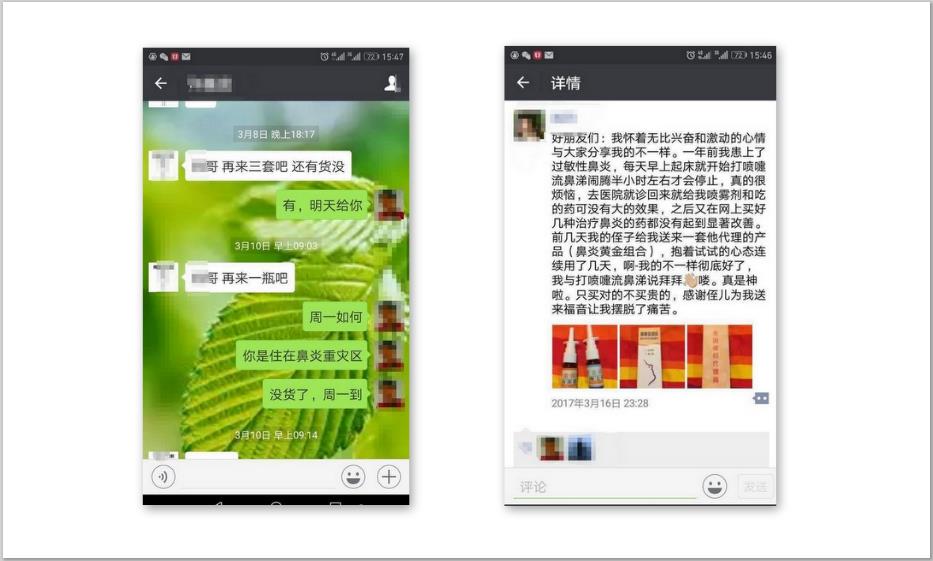 15:47
3月8日 晚上18:17
哥 再来三套吧 还有货没
有，明天给你
3月10日 早上09:03
哥 再来一瓶吧
周一如何
你是住在鼻炎重灾区
没货了，周一到
3月10日 早上09:14
15:46
详情
好朋友们：我怀着无比兴奋和激动的心情
与大家分享我的不一样。一年前我患上了
过敏性鼻炎，每天早上起床就开始打喷嚏
流鼻涕闹腾半小时左右才会停止，真的很
烦恼，去医院就诊回来就给我喷雾剂和吃
的药可没有大的效果，之后又在网上买好
几种治疗鼻炎的药都没有起到显著改善。
前几天我的侄子给我送来一套他代理的产
品（鼻炎黄金组合），抱着试试的心态连
续用了几天，啊-我的不一样彻底好了，
我与打喷嚏流鼻涕说拜拜👋喽。真是神
啦。只买对的不买贵的，感谢侄儿为我送
来福音让我摆脱了痛苦。
2017年3月16日 23:28
评论
发送